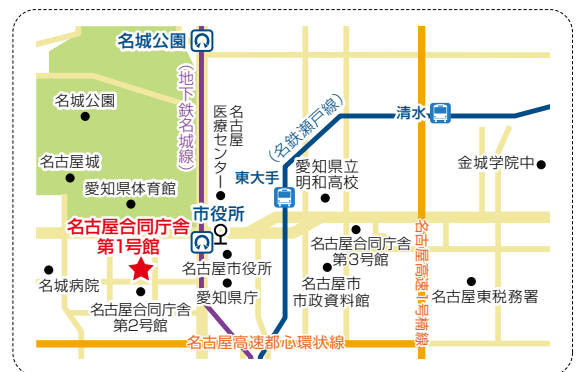 名城公園
(地下鉄名城線)
名城公園
名古屋
医療センター
(名鉄瀬戸線)
清水
名古屋城
愛知県体育館
東大手
愛知県立
明和高校
金城学院中
市役所
名古屋合同庁舎
第1号館
名古屋合同庁舎
第3号館
名城病院
名古屋市役所
愛知県庁
名古屋市
市政資料館
名古屋東税務署
名古屋合同庁舎
第2号館
名古屋高速1号楠線
名古屋高速都心環状線